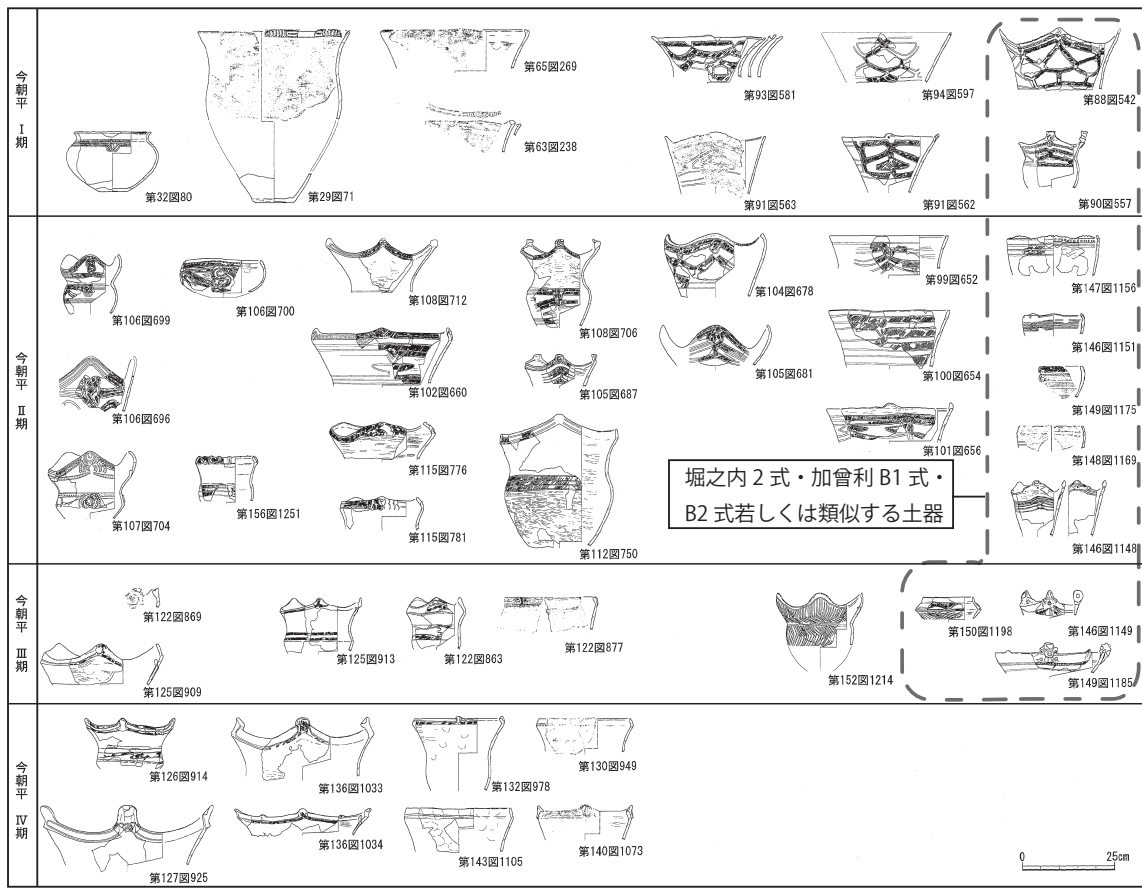 今朝平 Ⅰ期
第32図80
第29図71
第65図269
第63図238
第93図581
第94図597
第91図563
第91図562
第88図542
第90図557
今朝平 Ⅱ期
第106図699
第106図700
第108図712
第108図706
第104図678
第99図652
第147図1156
第146図1151
第106図696
第102図660
第105図687
第105図681
第100図654
第149図1175
第148図1169
第107図704
第156図1251
第115図776
第115図781
第112図750
第101図656
第146図1148
堀之内2式・加曾利B1式・
B2式若しくは類似する土器
今朝平 Ⅲ期
第122図869
第125図909
第125図913
第122図863
第122図877
第152図1214
第150図1198
第146図1149
第149図1185
今朝平 Ⅳ期
第126図914
第136図1033
第132図978
第130図949
第127図925
第136図1034
第143図1105
第140図1073
0 25cm